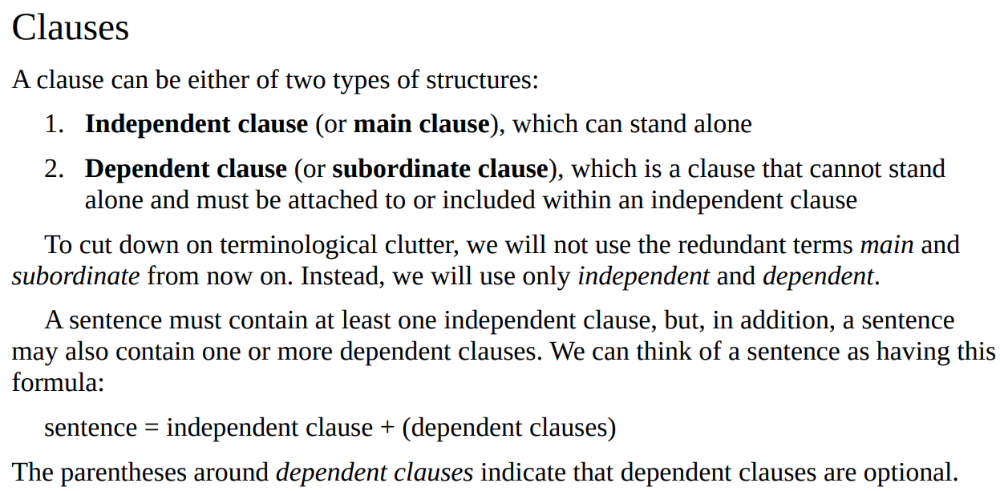 Clauses
A clause can be either of two types of structures:
1. Independent clause (or main clause), which can stand alone
2. Dependent clause (or subordinate clause), which is a clause that cannot stand
alone and must be attached to or included within an independent clause
To cut down on terminological clutter, we will not use the redundant terms main and
subordinate from now on. Instead, we will use only independent and dependent.
A sentence must contain at least one independent clause, but, in addition, a sentence
may also contain one or more dependent clauses. We can think of a sentence as having this
formula:
sentence = independent clause + (dependent clauses)
The parentheses around dependent clauses indicate that dependent clauses are optional.